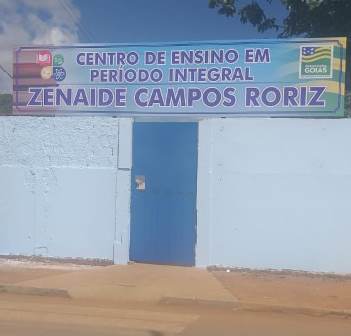 CENTRO DE ENSINO EM
PERÍODO INTEGRAL
ZENAIDE CAMPOS RORIZ
GOIÁS